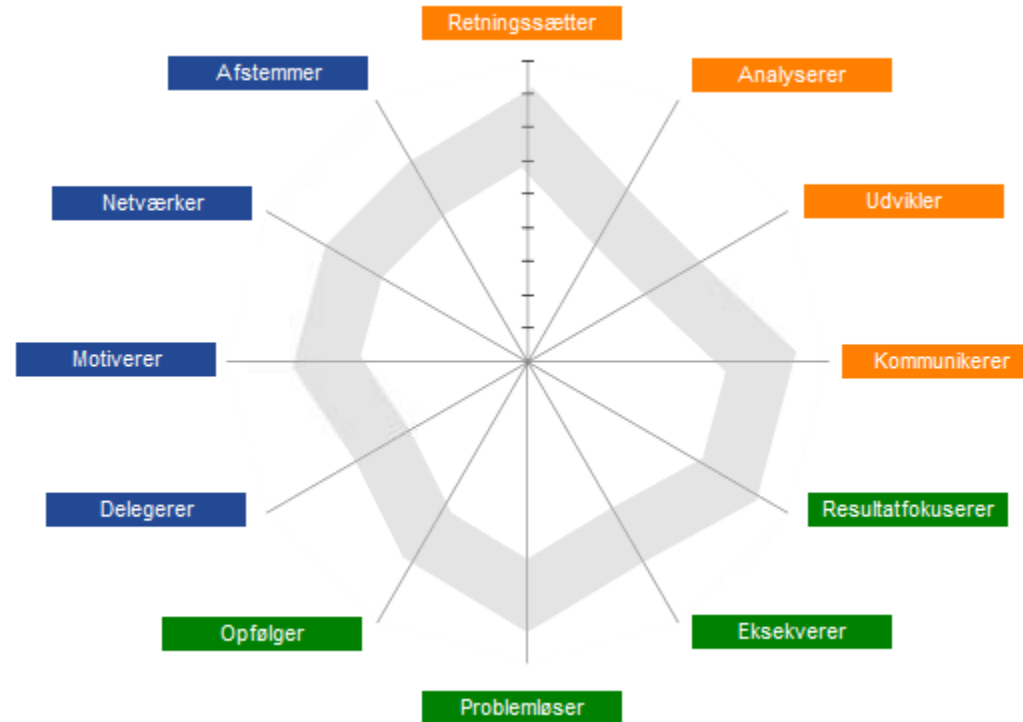 Retningssætter
Afstemmer
Analyserer
Netværker
Udvikler
Motiverer
Kommunikerer
Delegerer
Resultatfokuserer
Opfølger
Eksekverer
Problemløser